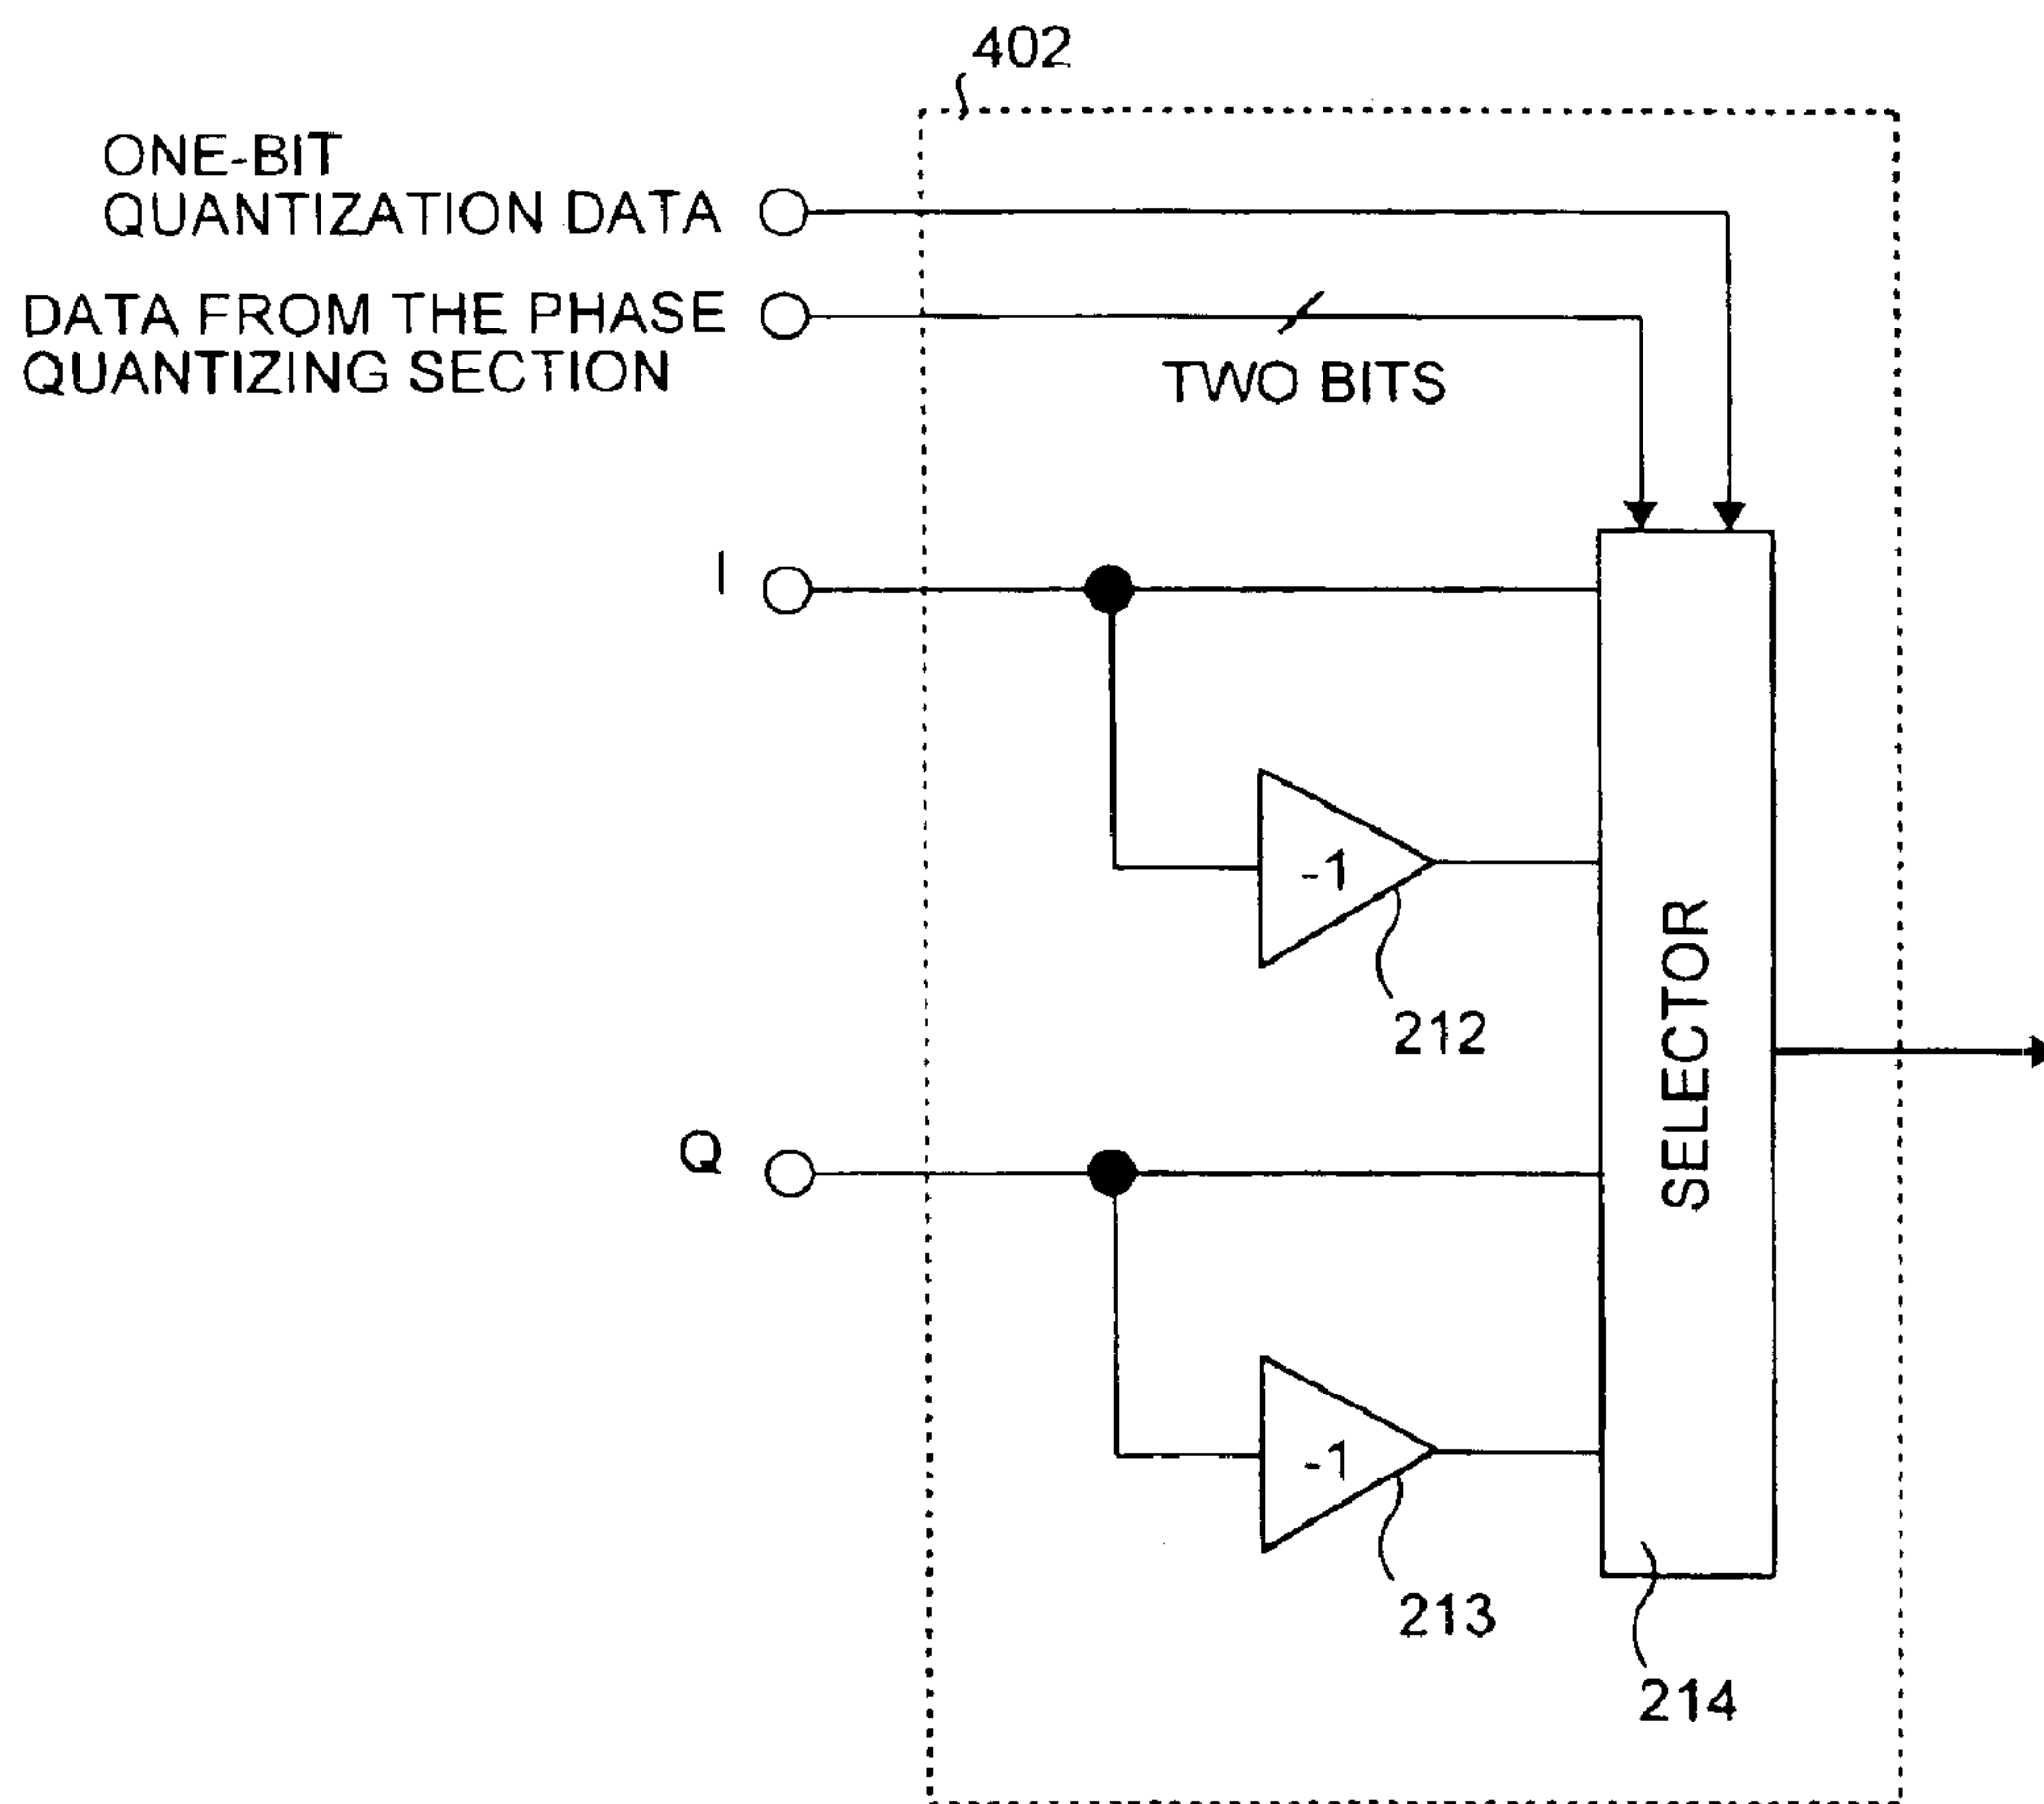 402
ONE-BIT
QUANTIZATION DATA
DATA FROM THE PHASE
QUANTIZING SECTION
TWO BITS
I
-1
212
SELECTOR
Q
-1
213
214